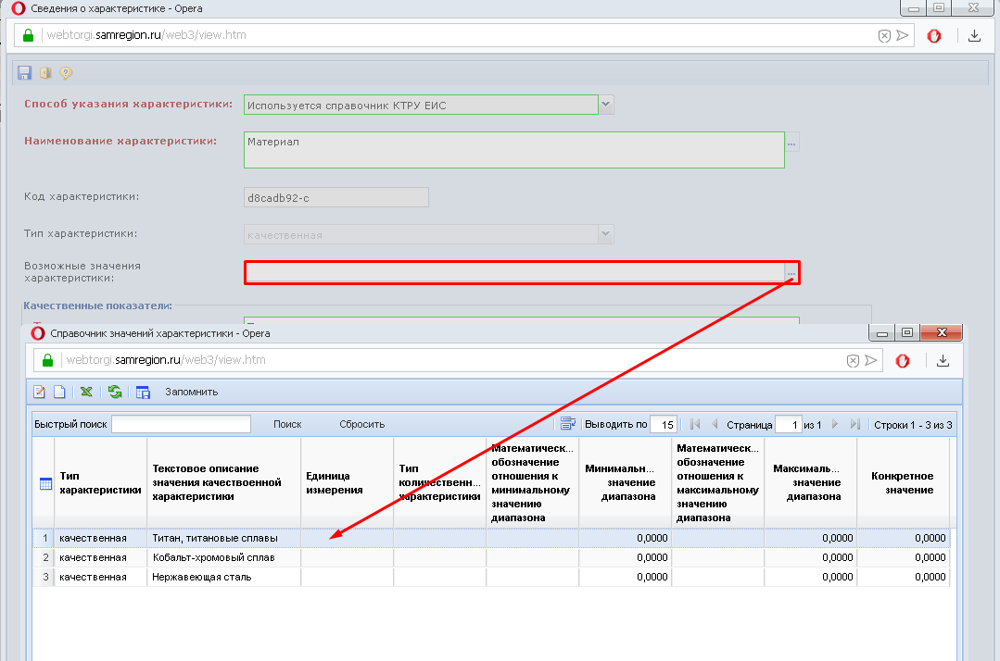 Сведения о характеристике - Opera
webtorgi.samregion.ru/web3/view.htm
Способ указания характеристики: Используется справочник КТРУ ЕИС
Наименование характеристики: Материал ...
Код характеристики: d8cadb92-c
Тип характеристики: качественная
Возможные значения
характеристики: ...
Качественные показатели:
Справочник значений характеристики - Opera
webtorgi.samregion.ru/web3/view.htm
Запомнить
Быстрый поиск Поиск Сбросить Выводить по 15 Страница 1 из 1 Строки 1 - 3 из 3
Тип
характеристики
Текстовое описание
значения качествоенной
характеристики
Единица
измерения
Тип
количественн...
характеристики
Математическ...
обозначение
отношения к
минимальному
значению
диапазона
Минимальн...
значение
диапазона
Математическ...
обозначение
отношения к
максимальному
значению
диапазона
Максималь...
значение
диапазона
Конкретное
значение
1 качественная Титан, титановые сплавы 0,0000 0,0000 0,0000
2 качественная Кобальт-хромовый сплав 0,0000 0,0000 0,0000
3 качественная Нержавеющая сталь 0,0000 0,0000 0,0000